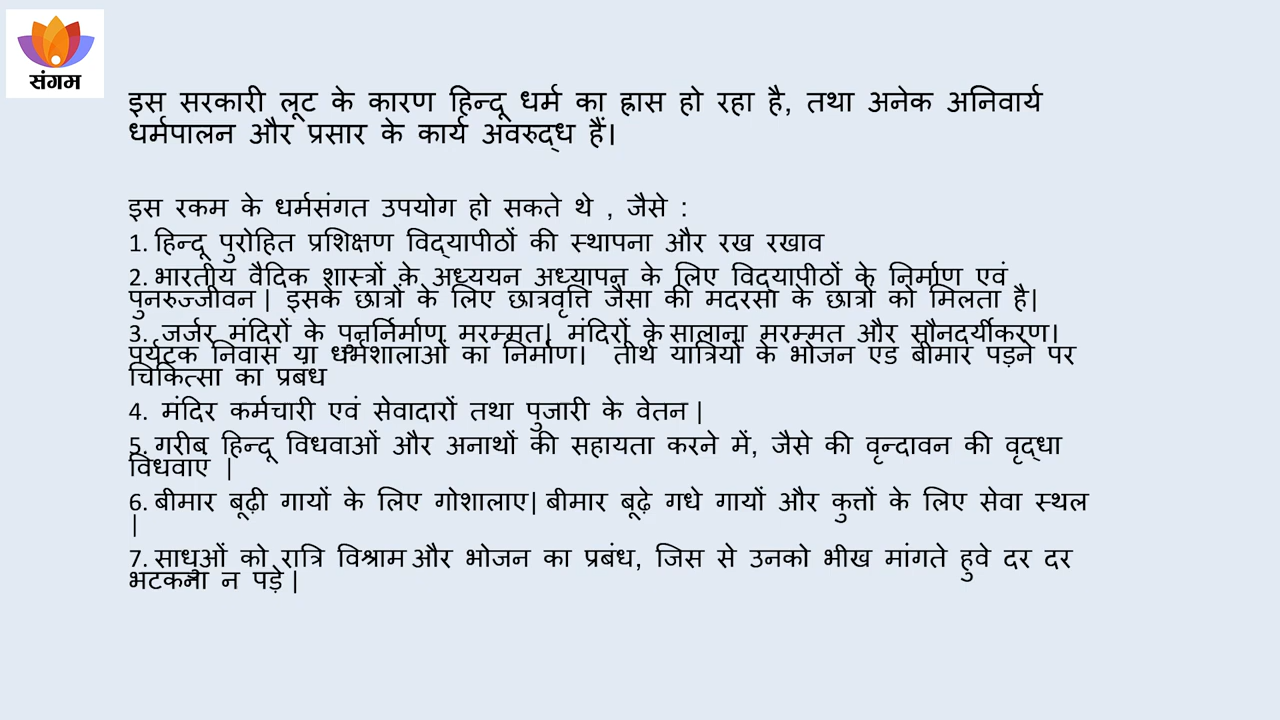 संगम
इस सरकारी लूट के कारण हिन्दू धर्म का ह्रास हो रहा है, तथा अनेक अनिवार्य
धर्मपालन और प्रसार के कार्य अवरुद्ध हैं।
इस रकम के धर्मसंगत उपयोग हो सकते थे , जैसे :
1. हिन्दू पुरोहित प्रशिक्षण विद्यापीठों की स्थापना और रख रखाव
2. भारतीय वैदिक शास्त्रों के अध्ययन अध्यापन के लिए विद्यापीठों के निर्माण एवं
पुनरुज्जीवन | इसके छात्रों के लिए छात्रवृत्ति जैसा की मदरसा के छात्रों को मिलता है|
3. जर्जर मंदिरों के पुनर्निर्माण मरम्मत| मंदिरों के सालाना मरम्मत और सौनदर्यीकरण।
पर्यटक निवास या धर्मशालाओं का निर्माण। तीर्थ यात्रियों के भोजन एंड बीमार पड़ने पर
चिकित्सा का प्रबंध
4. मंदिर कर्मचारी एवं सेवादारों तथा पुजारी के वेतन |
5. गरीब हिन्दू विधवाओं और अनाथों की सहायता करने में, जैसे की वृन्दावन की वृद्धा
विधवाएं |
6. बीमार बूढ़ी गायों के लिए गोशालाए| बीमार बूढ़े गधे गायों और कुत्तों के लिए सेवा स्थल
|
7. साधुओं को रात्रि विश्राम और भोजन का प्रबंध, जिस से उनको भीख मांगते हुवे दर दर
भटकना न पड़े |